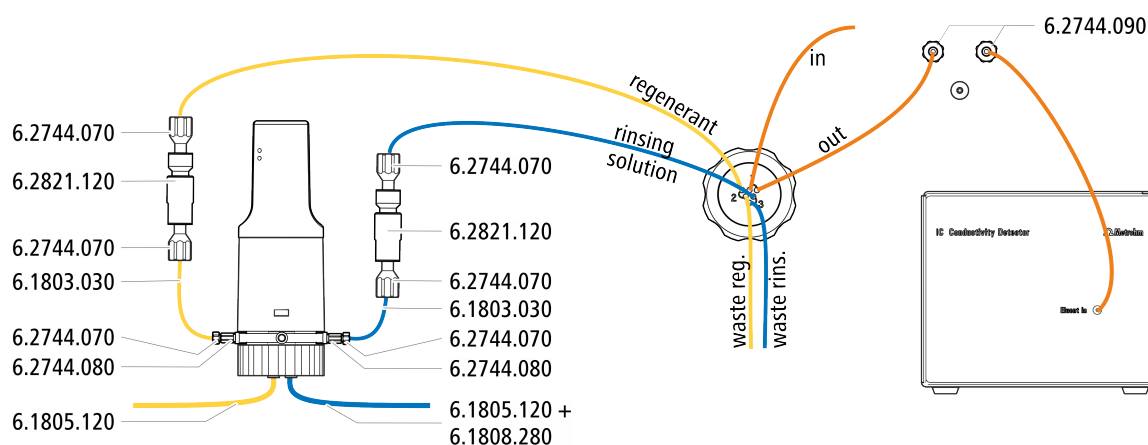 6.2744.070
6.2821.120
6.2744.070
6.1803.030
6.2744.070
6.2744.080
6.1805.120
6.2744.070
6.2821.120
6.2744.070
6.1803.030
6.2744.070
6.2744.080
6.1805.120 +
6.1808.280
regenerant
rinsing
solution
in
out
1
2
3
waste reg.
waste rins.
6.2744.090
IC Conductivity Detector
Metrohm
Eluent in